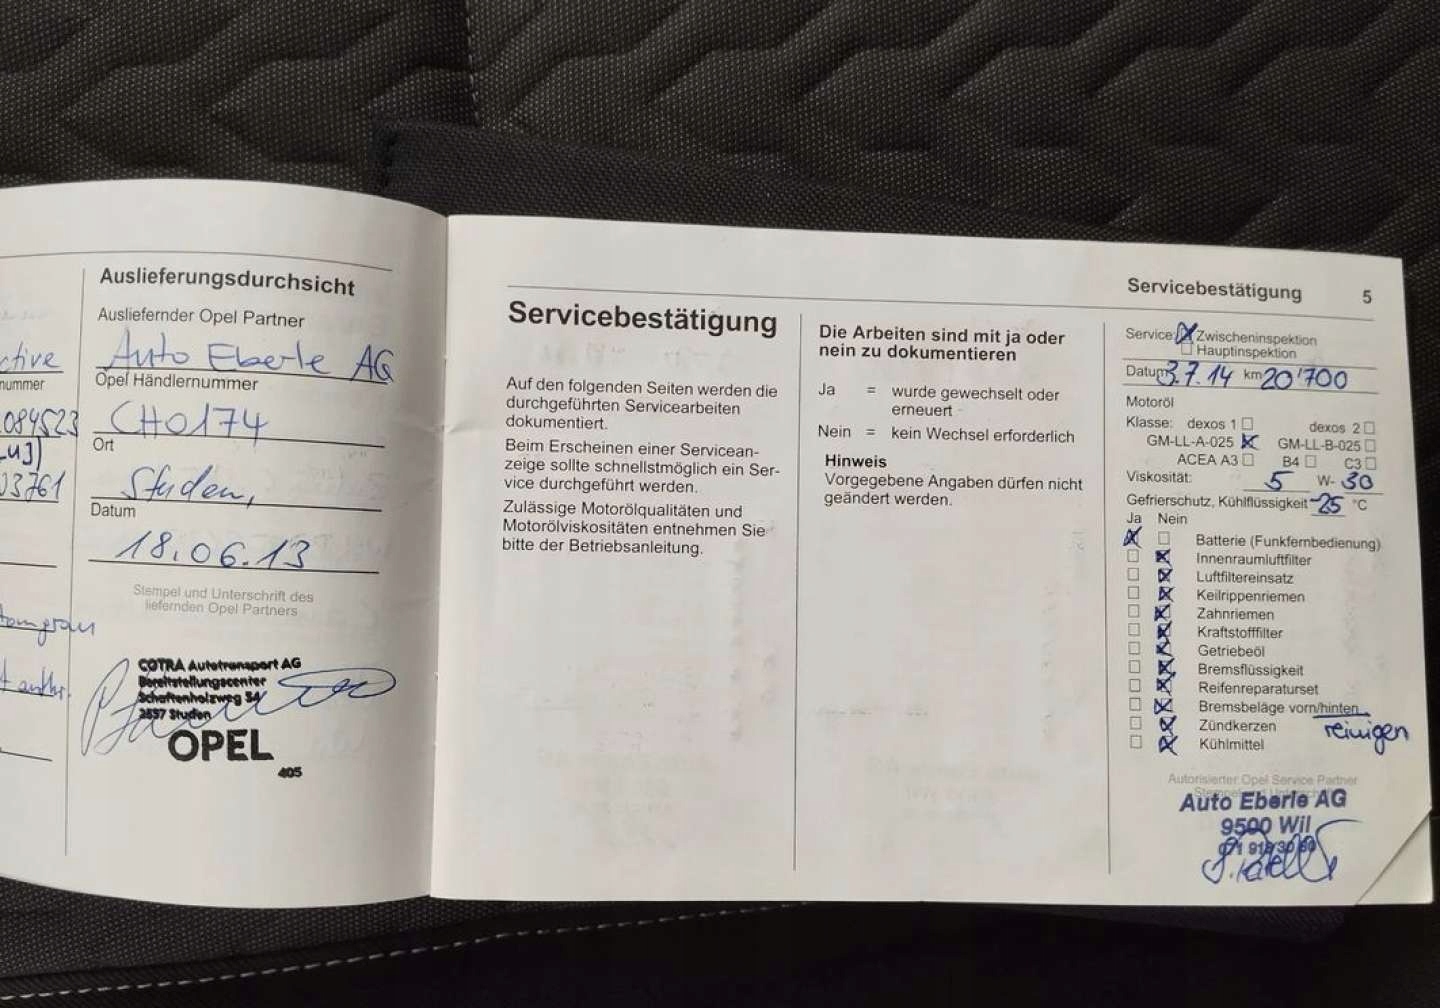 ctive
nummer
084523
03761
Auslieferungsdurchsicht
Ausliefernder Opel Partner
Auto Eberle AG
Opel Händlernummer
CH0174
Ort
Studen,
Datum
18.06.13
Stempel und Unterschrift des
liefernden Opel Partners
COTRA Autotransport AG
Bereitstellungscenter
Schaftenholzweg 54
2557 Studen
OPEL
405
Servicebestätigung 5
Servicebestätigung
Auf den folgenden Seiten werden die
durchgeführten Servicearbeiten
dokumentiert.
Beim Erscheinen einer Servicean-
zeige sollte schnellstmöglich ein Ser-
vice durchgeführt werden.
Zulässige Motorölqualitäten und
Motorölviskositäten entnehmen Sie
bitte der Betriebsanleitung.
Die Arbeiten sind mit ja oder
nein zu dokumentieren
Ja = wurde gewechselt oder
erneuert
Nein = kein Wechsel erforderlich
Hinweis
Vorgegebene Angaben dürfen nicht
geändert werden.
Service: Zwischeninspektion
Hauptinspektion
Datum 3.7.14 km 20'700
Motoröl
Klasse: dexos 1 dexos 2
GM-LL-A-025 GM-LL-B-025
ACEA A3 B4 C3
Viskosität: 5 W- 30
Gefrierschutz, Kühlflüssigkeit -25 °C
Ja Nein
Batterie (Funkfernbedienung)
Innenraumluftfilter
Luftfiltereinsatz
Keilrippenriemen
Zahnriemen
Kraftstofffilter
Getriebeöl
Bremsflüssigkeit
Reifenreparaturset
Bremsbeläge vorn/hinten
Zündkerzen reinigen
Kühlmittel
Autorisierter Opel Service Partner
Auto Eberle AG
9500 Wil